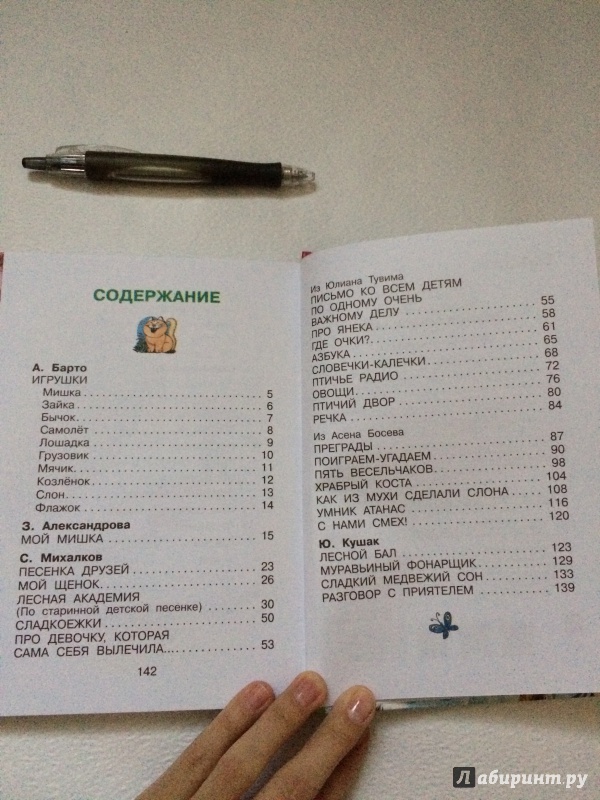 СОДЕРЖАНИЕ
А. Барто
ИГРУШКИ
Мишка 5
Зайка 6
Бычок. 7
Самолёт 8
Лошадка 9
Грузовик 10
Мячик. 11
Козлёнок 12
Слон. 13
Флажок 14
З. Александрова
МОЙ МИШКА 15
С. Михалков
ПЕСЕНКА ДРУЗЕЙ 23
МОЙ ЩЕНОК. 26
ЛЕСНАЯ АКАДЕМИЯ
(По старинной детской песенке) 30
СЛАДКОЕЖКИ 50
ПРО ДЕВОЧКУ, КОТОРАЯ
САМА СЕБЯ ВЫЛЕЧИЛА... 53
142
Из Юлиана Тувима
ПИСЬМО КО ВСЕМ ДЕТЯМ
ПО ОДНОМУ ОЧЕНЬ
ВАЖНОМУ ДЕЛУ 55
ПРО ЯНЕКА 58
ГДЕ ОЧКИ?. 61
АЗБУКА 65
СЛОВЕЧКИ-КАЛЕЧКИ 68
ПТИЧЬЕ РАДИО 72
ОВОЩИ. 76
ПТИЧИЙ ДВОР 80
РЕЧКА 84
Из Асена Босева
ПРЕГРАДЫ 87
ПОИГРАЕМ-УГАДАЕМ 90
ПЯТЬ ВЕСЕЛЬЧАКОВ. 98
ХРАБРЫЙ КОСТА 104
КАК ИЗ МУХИ СДЕЛАЛИ СЛОНА 108
УМНИК АТАНАС 116
С НАМИ СМЕХ! 120
Ю. Кушак
ЛЕСНОЙ БАЛ 123
МУРАВЬИНЫЙ ФОНАРЩИК 129
СЛАДКИЙ МЕДВЕЖИЙ СОН 133
РАЗГОВОР С ПРИЯТЕЛЕМ 139
Лабиринт.ру